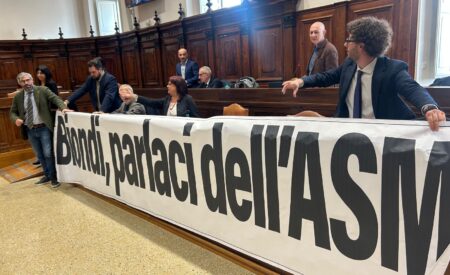 Biondi, parlaci dell'ASM